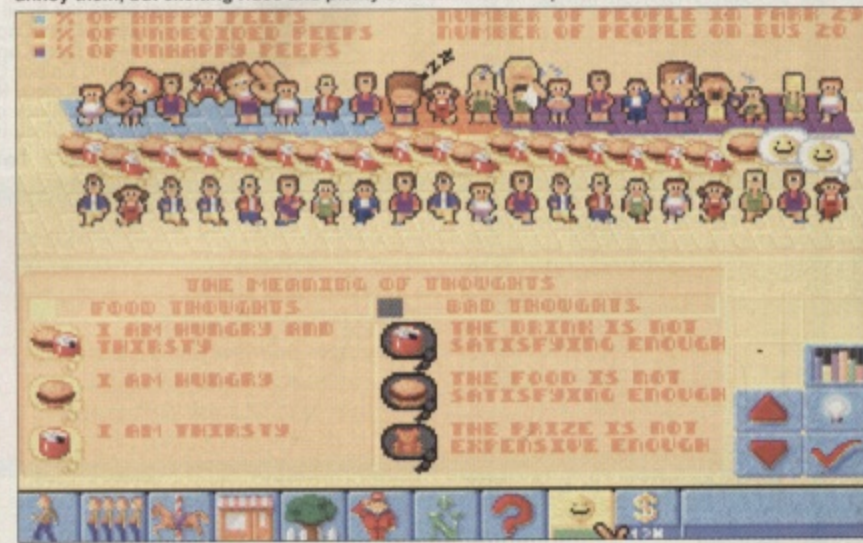 % OF HAPPY PEEPS
NUMBER OF PEOPLE IN PARK
% OF UNDECIDED PEEPS
NUMBER OF PEOPLE ON BUS 20
% OF UNHAPPY PEEPS
THE MEANING OF THOUGHTS
FOOD THOUGHTS
BAD THOUGHTS
I AM HUNGRY AND
THIRSTY
THE DRINK IS NOT
SATISFYING ENOUGH
I AM HUNGRY
THE FOOD IS NOT
SATISFYING ENOUGH
I AM THIRSTY
THE PRIZE IS NOT
EXPENSIVE ENOUGH